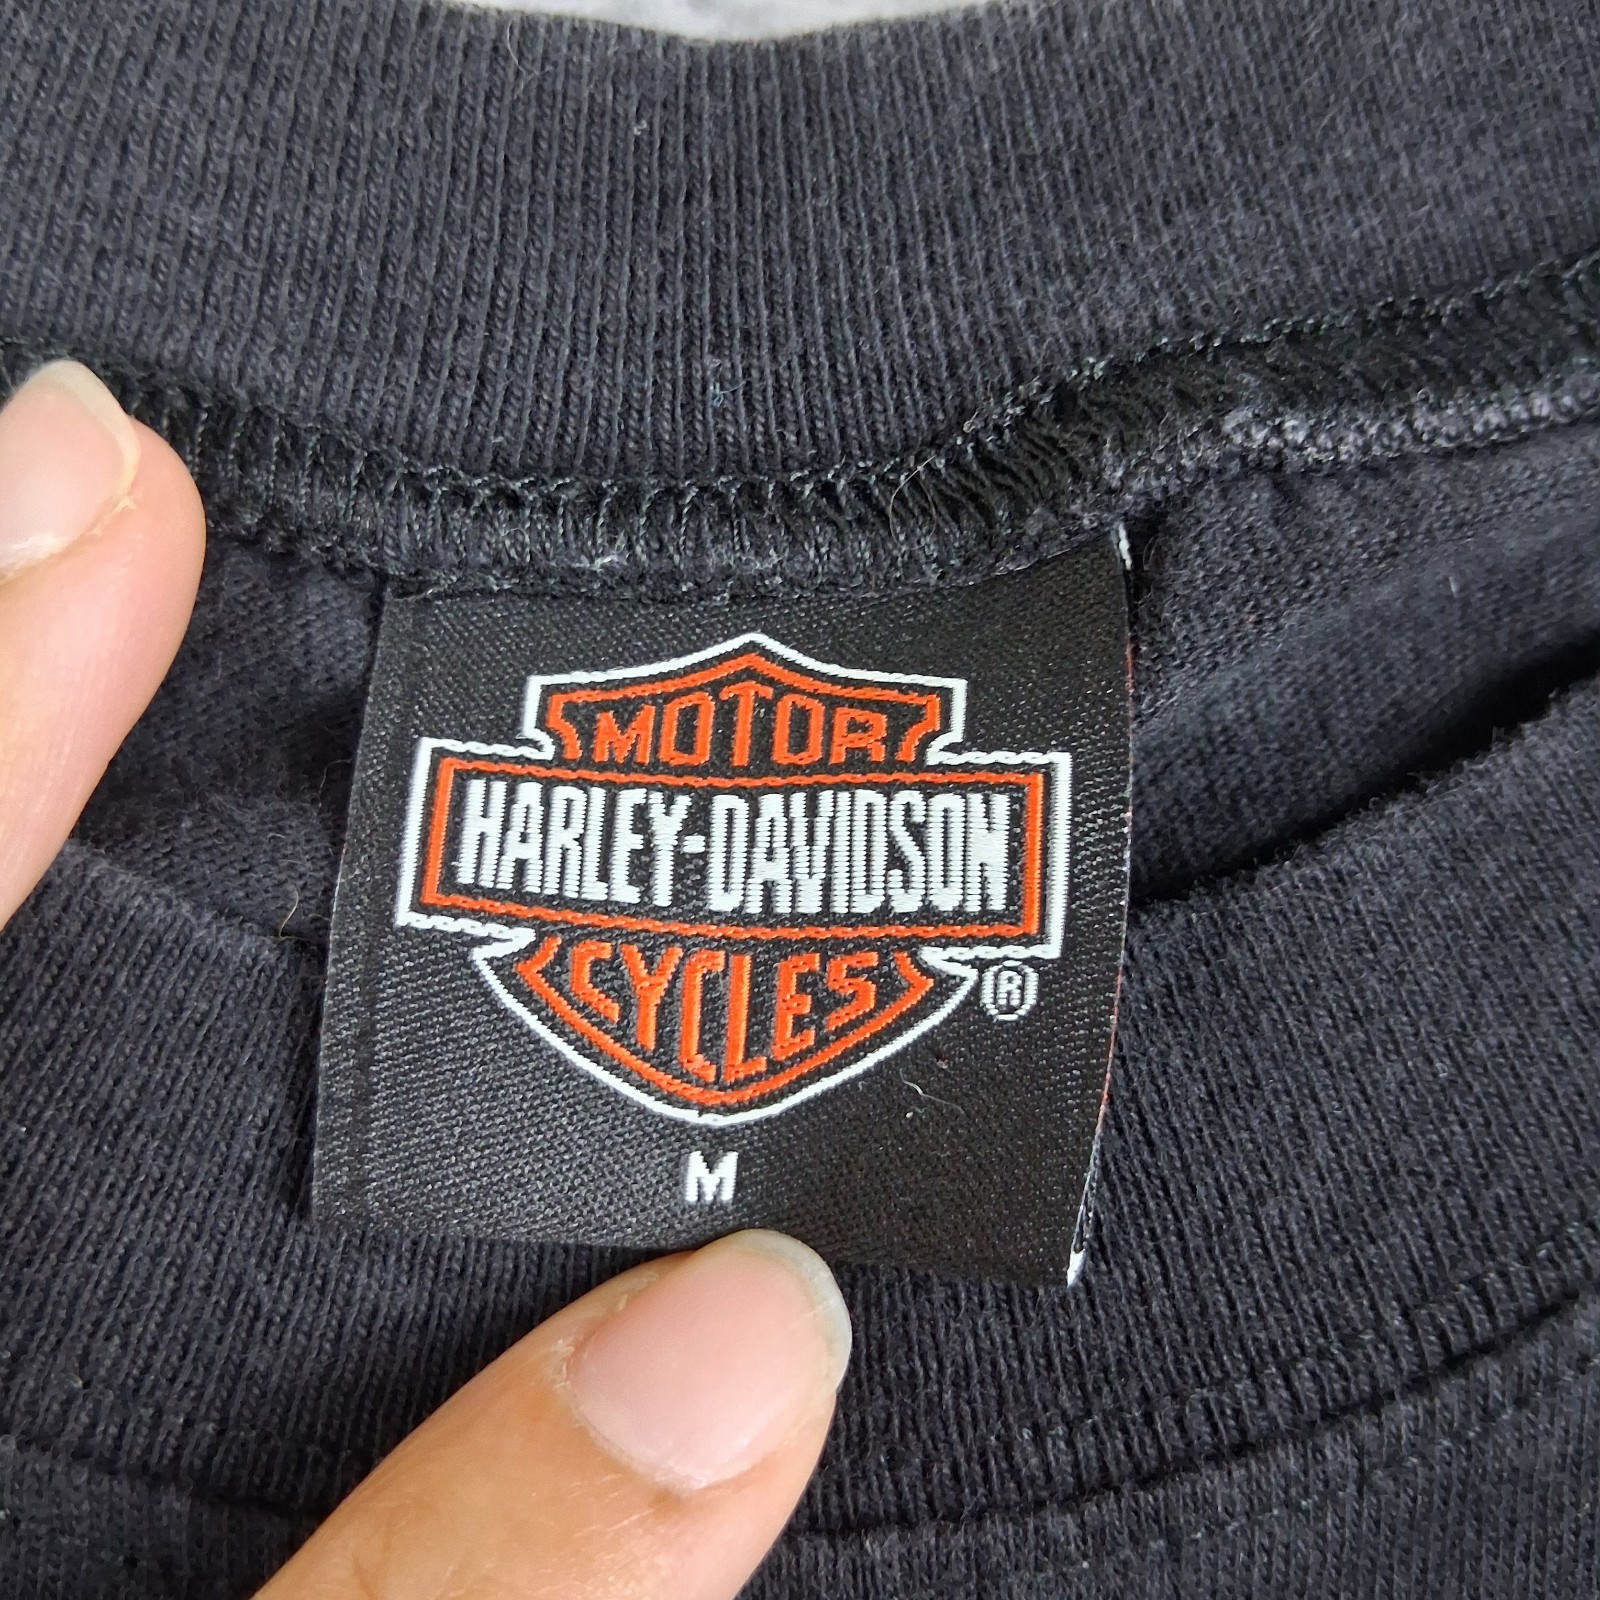 MOTOR
HARLEY-DAVIDSON
CYCLES
®
M